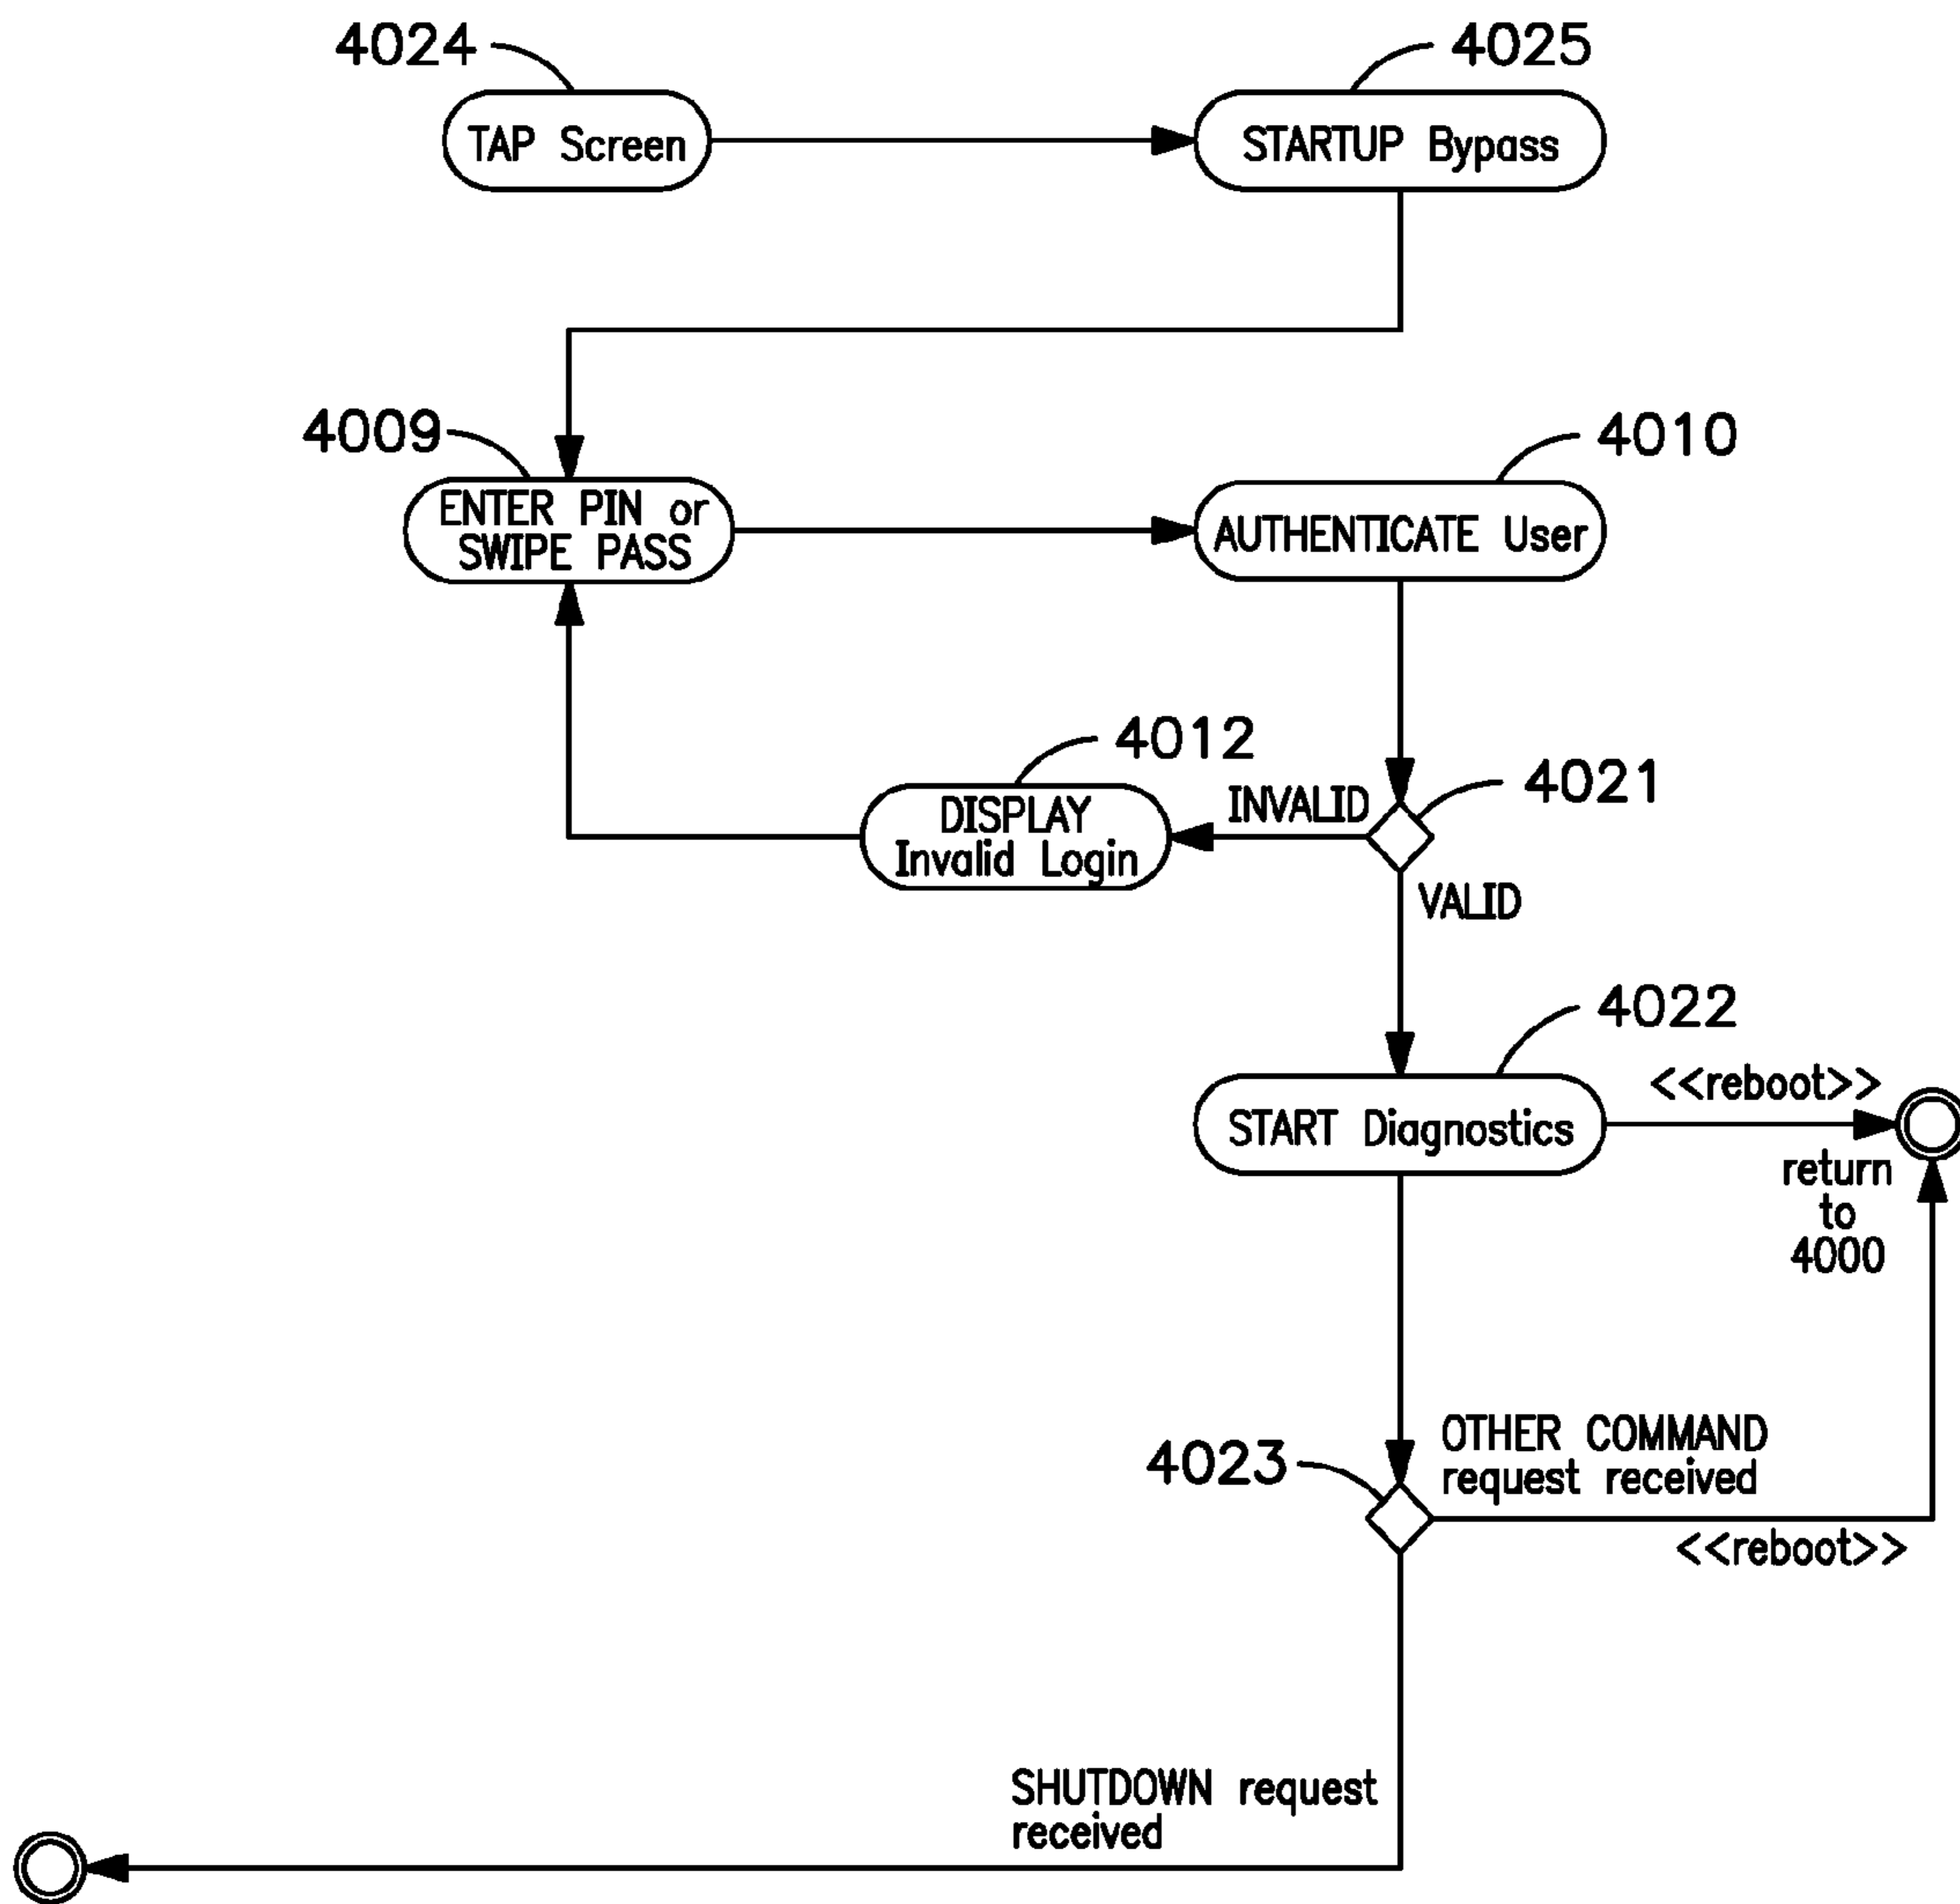 4024
4025
TAP Screen
STARTUP Bypass
4009
4010
ENTER PIN or
SWIPE PASS
AUTHENTICATE User
4012
4021
DISPLAY
Invalid Login
INVALID
VALID
4022
START Diagnostics
<<reboot>>
return
to
4000
4023
OTHER COMMAND
request received
<<reboot>>
SHUTDOWN request
received